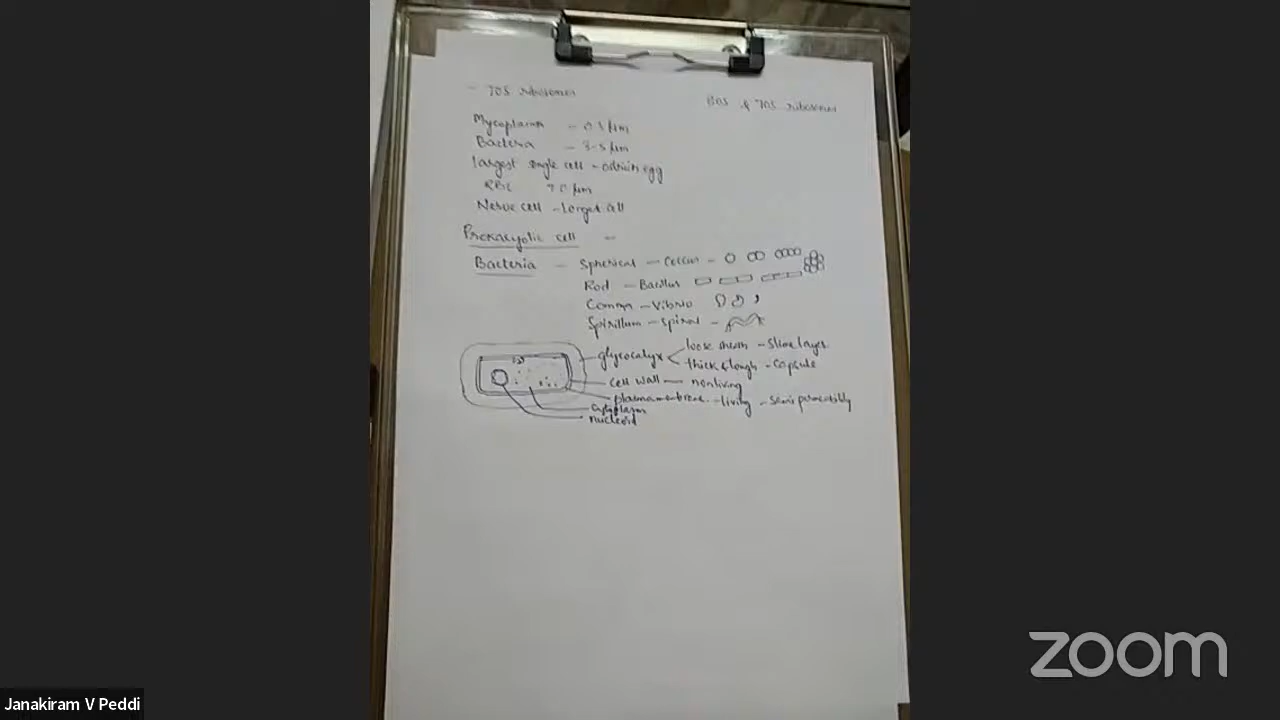 - 70S ribosomes
80S & 70S ribosomes
Mycoplasma - 0.3 μm
Bacteria - 3-5 μm
largest single cell - ostrich egg
RBC 7.0 μm
Nerve cell - Longest cell
Prokaryotic cell -
Bacteria - Spherical - Coccus -
Rod - Bacillus
Comma - Vibrio
Spirillum - Spiral -
glycocalyx
loose sheath - slime layer
thick & tough - capsule
cell wall - nonliving
plasma membrane - living - semi permeability
cytoplasm
nucleoid
Janakiram V Peddi
zoom